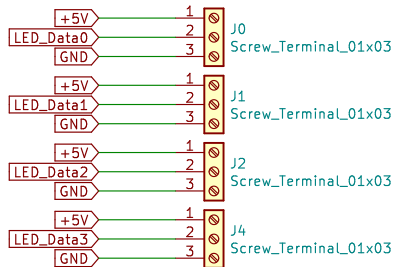 +5V 1
LED_Data0 2 J0
GND 3 Screw_Terminal_01x03
+5V 1
LED_Data1 2 J1
GND 3 Screw_Terminal_01x03
+5V 1
LED_Data2 2 J2
GND 3 Screw_Terminal_01x03
+5V 1
LED_Data3 2 J4
GND 3 Screw_Terminal_01x03